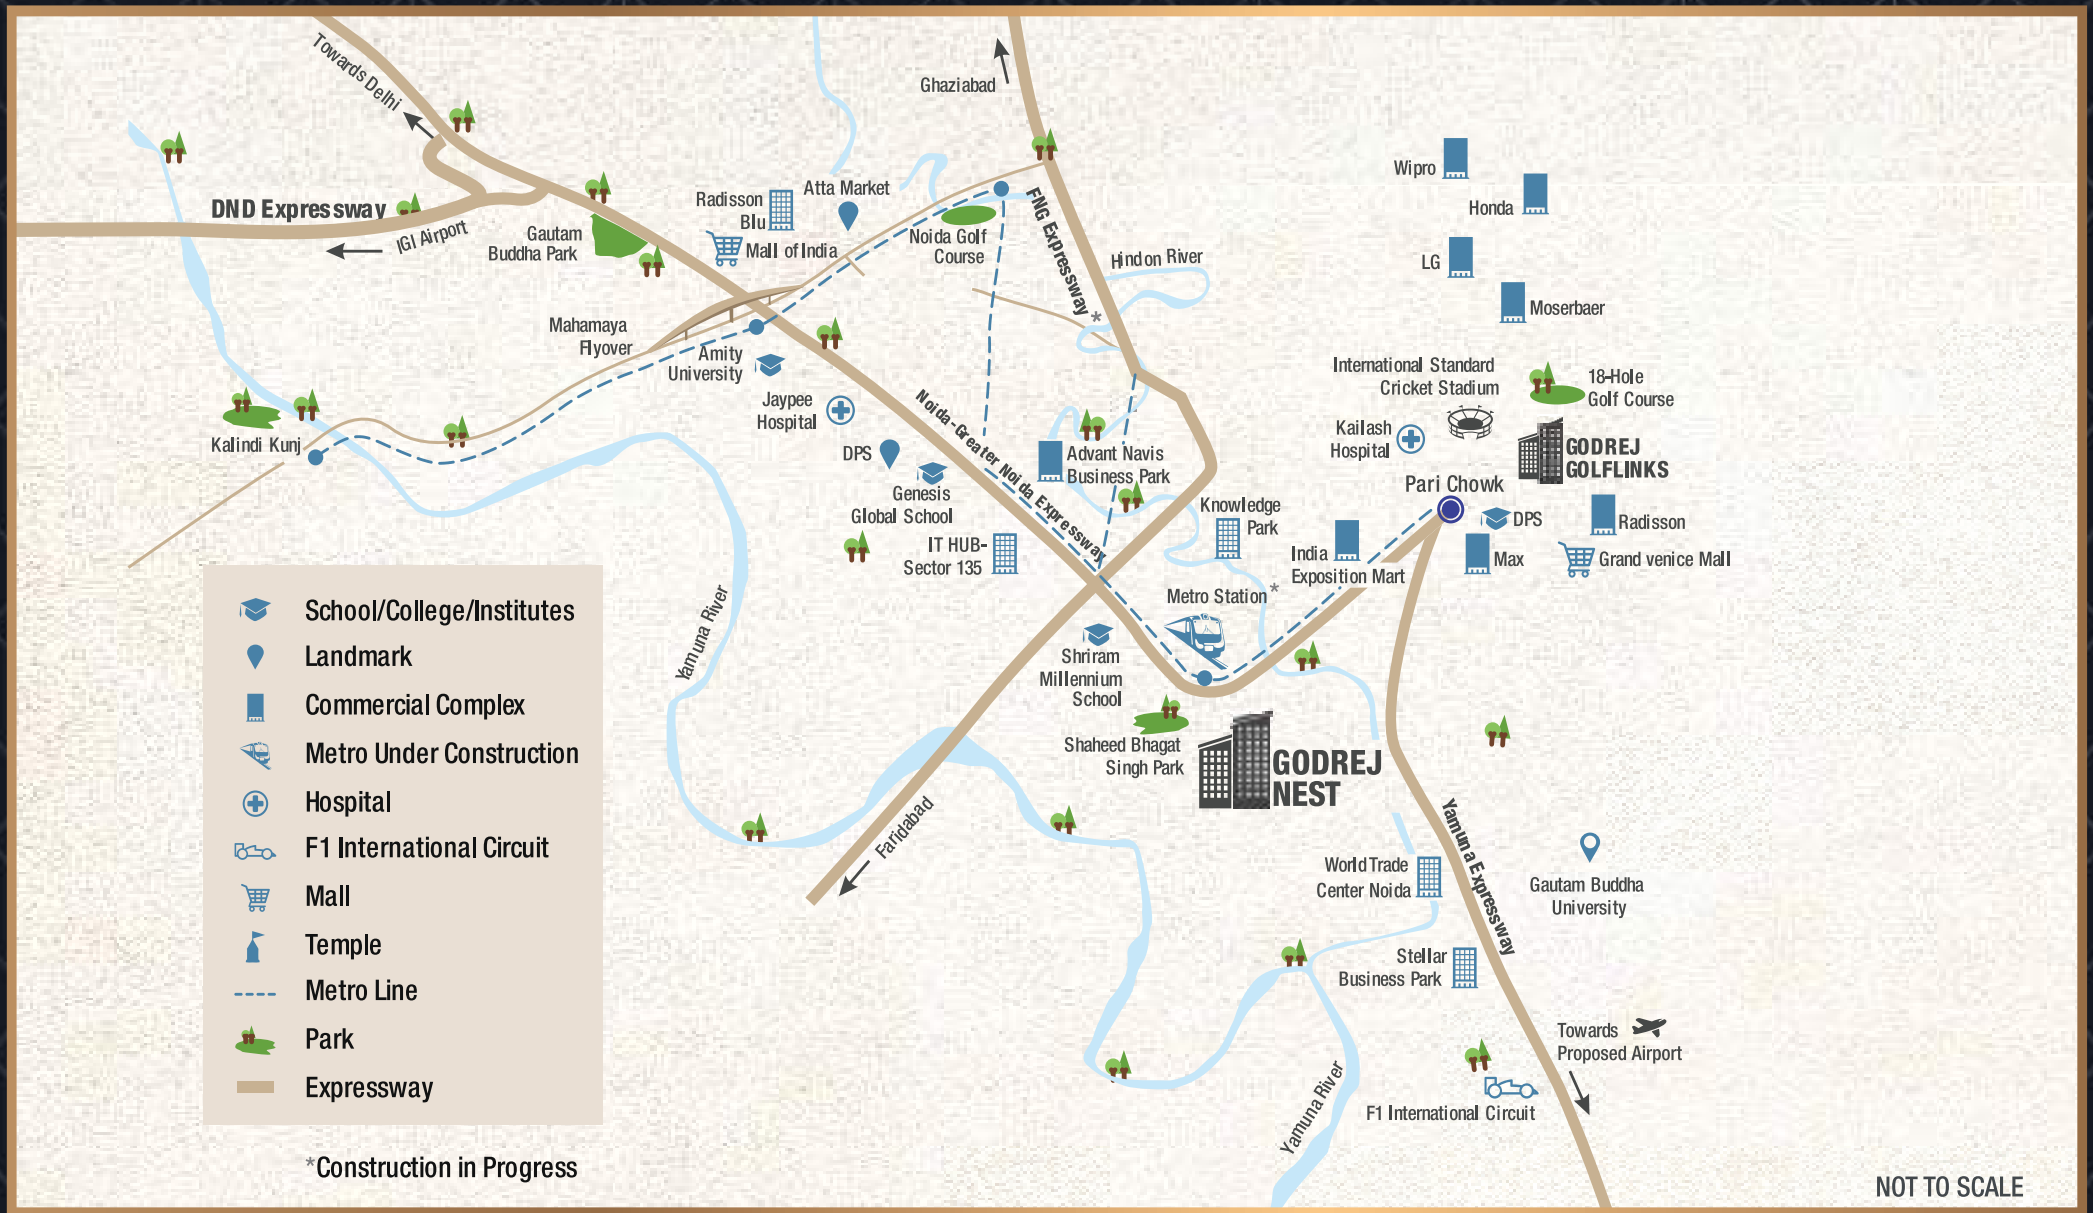 Towards Delhi
Ghaziabad
DND Expressway
IGI Airport
Gautam
Buddha Park
Radisson
Blu
Atta Market
Mall of India
Noida Golf
Course
FNG Expressway
*
Hindon River
Wipro
Honda
LG
Moserbaer
Mahamaya
Flyover
Amity
University
Jaypee
Hospital
International Standard
Cricket Stadium
18-Hole
Golf Course
Kailash
Hospital
GODREJ
GOLFLINKS
Kalindi Kunj
Noida-Greater Noida Expressway
DPS
Genesis
Global School
Advant Navis
Business Park
IT HUB-
Sector 135
Knowledge
Park
Pari Chowk
DPS
Radisson
India
Exposition Mart
Max
Grand venice Mall
Metro Station*
Yamuna River
Shriram
Millennium
School
Shaheed Bhagat
Singh Park
GODREJ
NEST
Faridabad
Yamuna Expressway
World Trade
Center Noida
Gautam Buddha
University
Stellar
Business Park
Towards
Proposed Airport
F1 International Circuit
Yamuna River
School/College/Institutes
Landmark
Commercial Complex
Metro Under Construction
Hospital
F1 International Circuit
Mall
Temple
Metro Line
Park
Expressway
*Construction in Progress
NOT TO SCALE